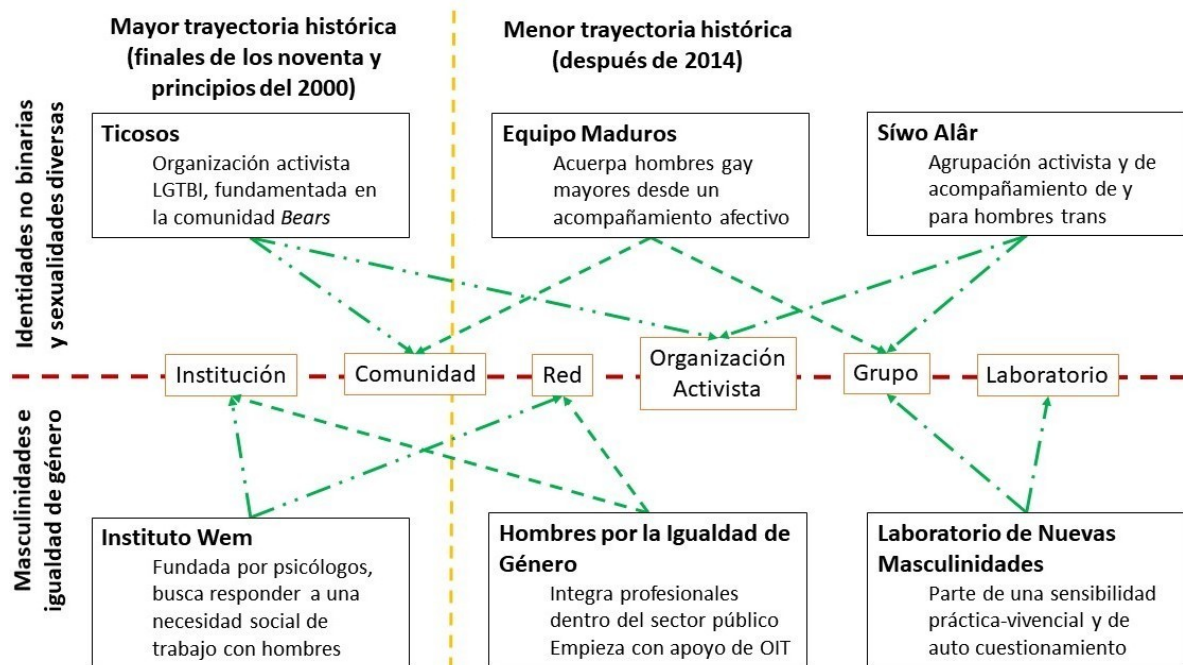 Mayor trayectoria histórica
(finales de los noventa y
principios del 2000)
Menor trayectoria histórica
(después de 2014)
Identidades no binarias
y sexualidades diversas
Ticosos
Organización activista
LGTBI, fundamentada en
la comunidad Bears
Equipo Maduros
Acuerpa hombres gay
mayores desde un
acompañamiento afectivo
Síwo Alâr
Agrupación activista y de
acompañamiento de y
para hombres trans
Institución
Comunidad
Red
Organización
Activista
Grupo
Laboratorio
Masculinidades e
igualdad de género
Instituto Wem
Fundada por psicólogos,
busca responder a una
necesidad social de
trabajo con hombres
Hombres por la Igualdad de
Género
Integra profesionales
dentro del sector público
Empieza con apoyo de OIT
Laboratorio de Nuevas
Masculinidades
Parte de una sensibilidad
práctica-vivencial y de
auto cuestionamiento